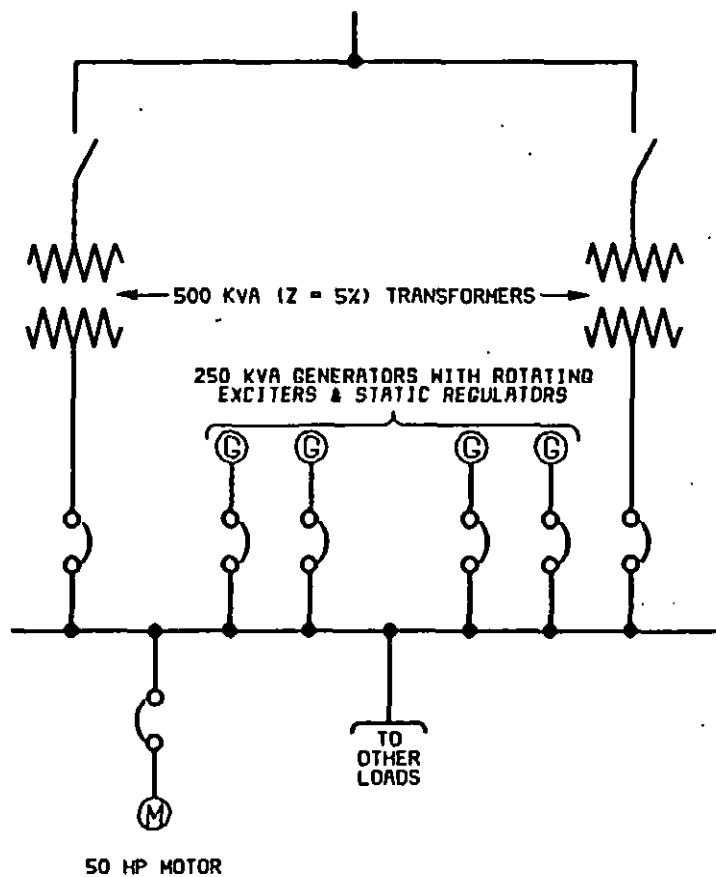 500 KVA (Z = 5%) TRANSFORMERS
250 KVA GENERATORS WITH ROTATING
EXCITERS & STATIC REGULATORS
G G G G
TO
OTHER
LOADS
M
50 HP MOTOR